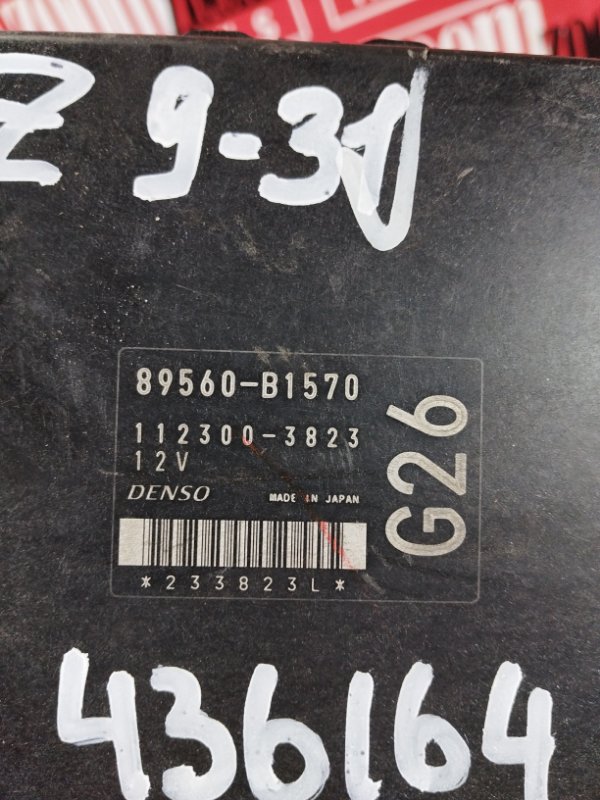 Z 9-31
89560-B1570
112300-3823
12V
DENSO MADE IN JAPAN
*233823L*
G26
436164